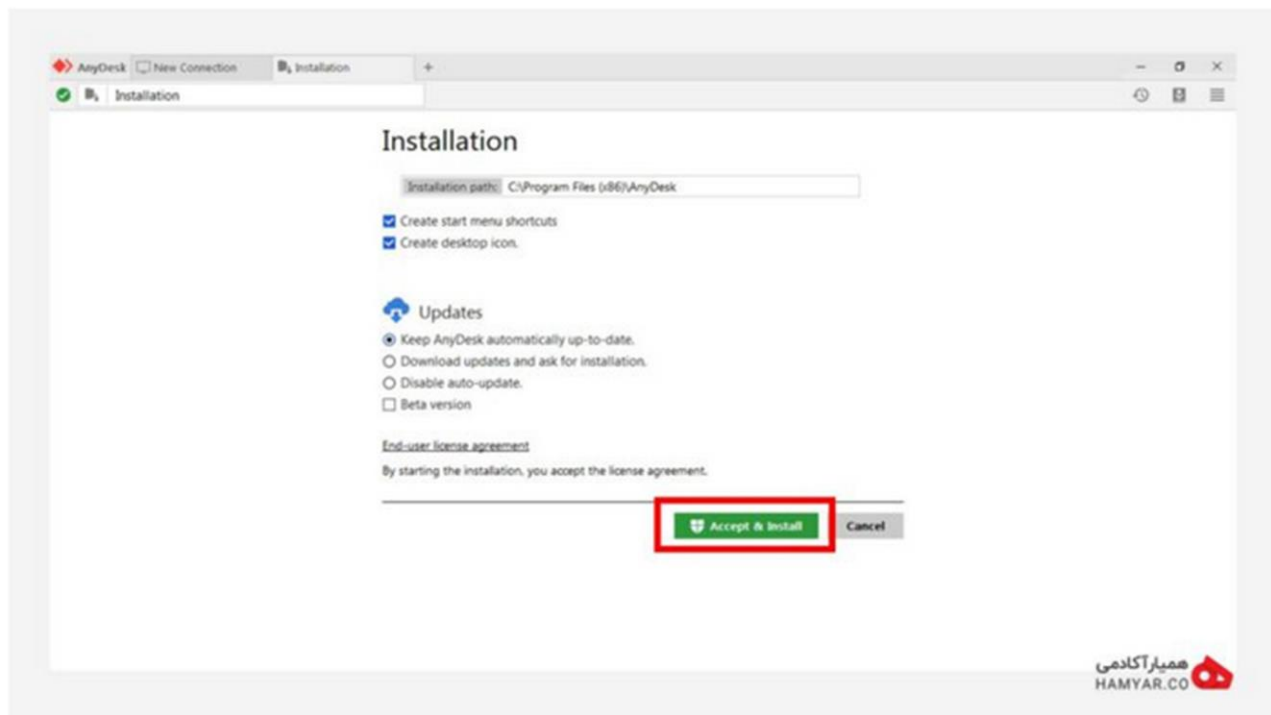 AnyDesk New Connection Installation +
Installation
Installation
Installation path: C:\Program Files (x86)\AnyDesk
Create start menu shortcuts
Create desktop icon.
Updates
Keep AnyDesk automatically up-to-date.
Download updates and ask for installation.
Disable auto-update.
Beta version
End-user license agreement
By starting the installation, you accept the license agreement.
Accept & Install Cancel
همیارآکادمی
HAMYAR.CO